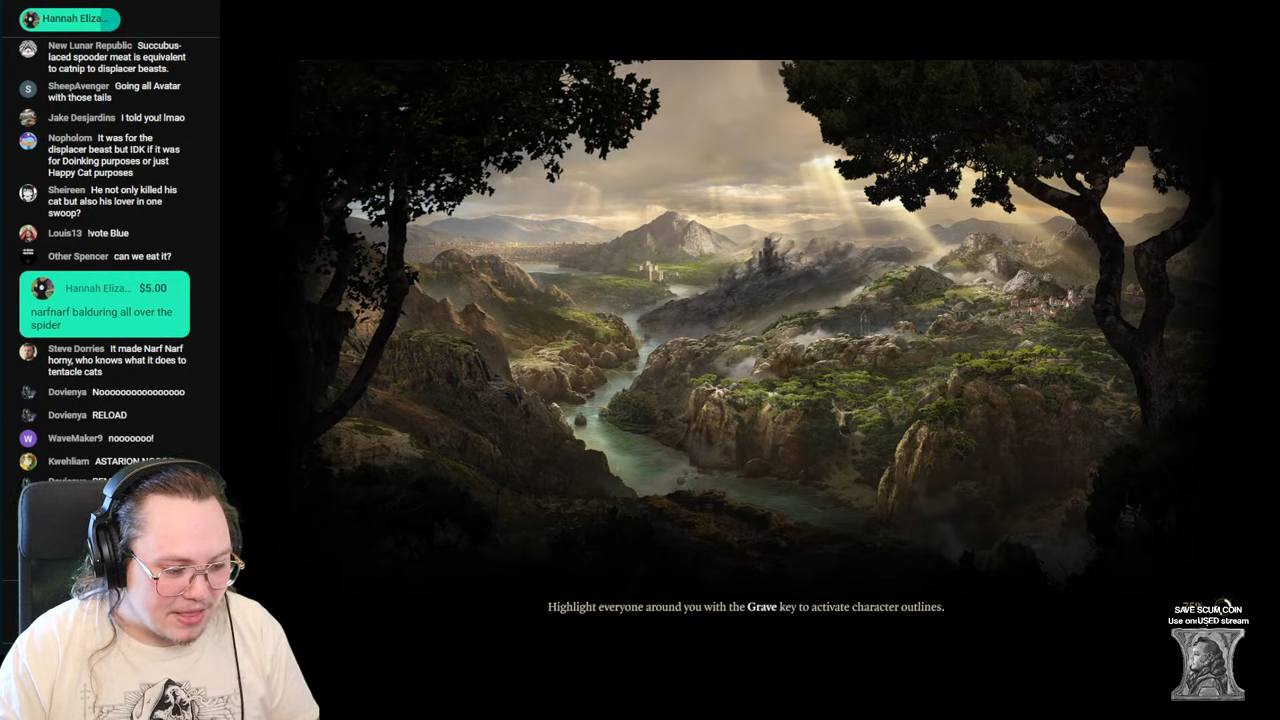 Hannah Eliza...
New Lunar Republic Succubus-
laced spooder meat is equivalent
to catnip to displacer beasts.
S
SheepAvenger Going all Avatar
with those tails
Jake Desjardins I told you! lmao
Nopholom It was for the
displacer beast but IDK if it was
for Doinking purposes or just
Happy Cat purposes
Sheireen He not only killed his
cat but also his lover in one
swoop?
Louis13 !vote Blue
Other Spencer can we eat it?
Hannah Eliza... $5.00
narfnarf balduring all over the
spider
Steve Dorries It made Narf Narf
horny, who knows what it does to
tentacle cats
Dovienya Nooooooooooooooo
Dovienya RELOAD
W
WaveMaker9 nooooooo!
Kwehliam ASTARION
Highlight everyone around you with the Grave key to activate character outlines.
SAVE SCUM COIN
USED